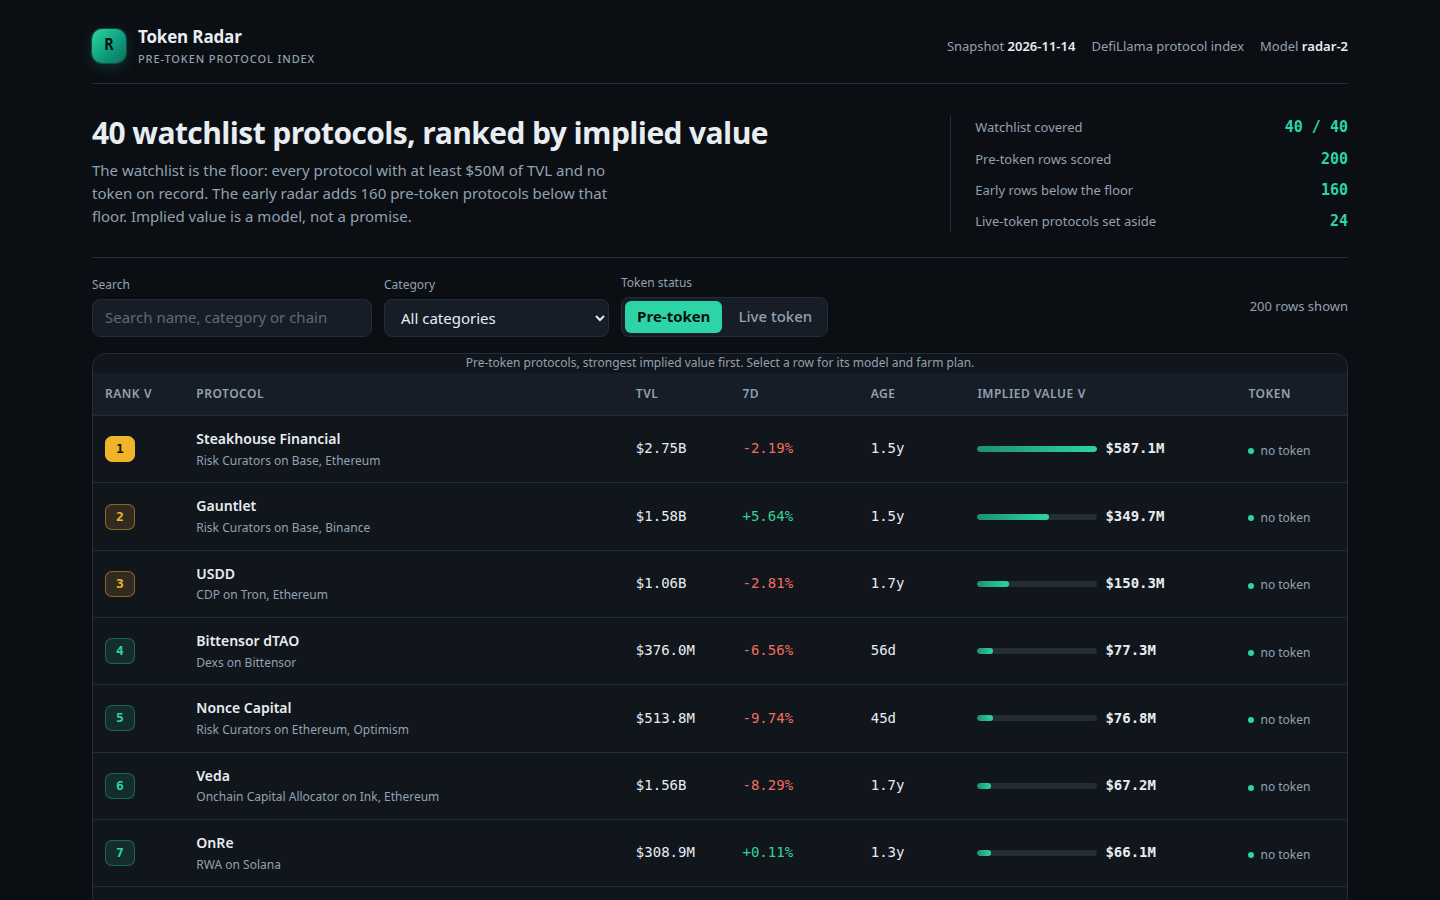 R
Token Radar
PRE-TOKEN PROTOCOL INDEX
Snapshot 2026-11-14 DefiLlama protocol index Model radar-2
40 watchlist protocols, ranked by implied value
The watchlist is the floor: every protocol with at least $50M of TVL and no
token on record. The early radar adds 160 pre-token protocols below that
floor. Implied value is a model, not a promise.
Watchlist covered 40 / 40
Pre-token rows scored 200
Early rows below the floor 160
Live-token protocols set aside 24
Search
Search name, category or chain
Category
All categories
Token status
Pre-token Live token
200 rows shown
Pre-token protocols, strongest implied value first. Select a row for its model and farm plan.
RANK V PROTOCOL TVL 7D AGE IMPLIED VALUE V TOKEN
1 Steakhouse Financial $2.75B -2.19% 1.5y $587.1M no token
Risk Curators on Base, Ethereum
2 Gauntlet $1.58B +5.64% 1.5y $349.7M no token
Risk Curators on Base, Binance
3 USDD $1.06B -2.81% 1.7y $150.3M no token
CDP on Tron, Ethereum
4 Bittensor dTAO $376.0M -6.56% 56d $77.3M no token
Dexs on Bittensor
5 Nonce Capital $513.8M -9.74% 45d $76.8M no token
Risk Curators on Ethereum, Optimism
6 Veda $1.56B -8.29% 1.7y $67.2M no token
Onchain Capital Allocator on Ink, Ethereum
7 OnRe $308.9M +0.11% 1.3y $66.1M no token
RWA on Solana